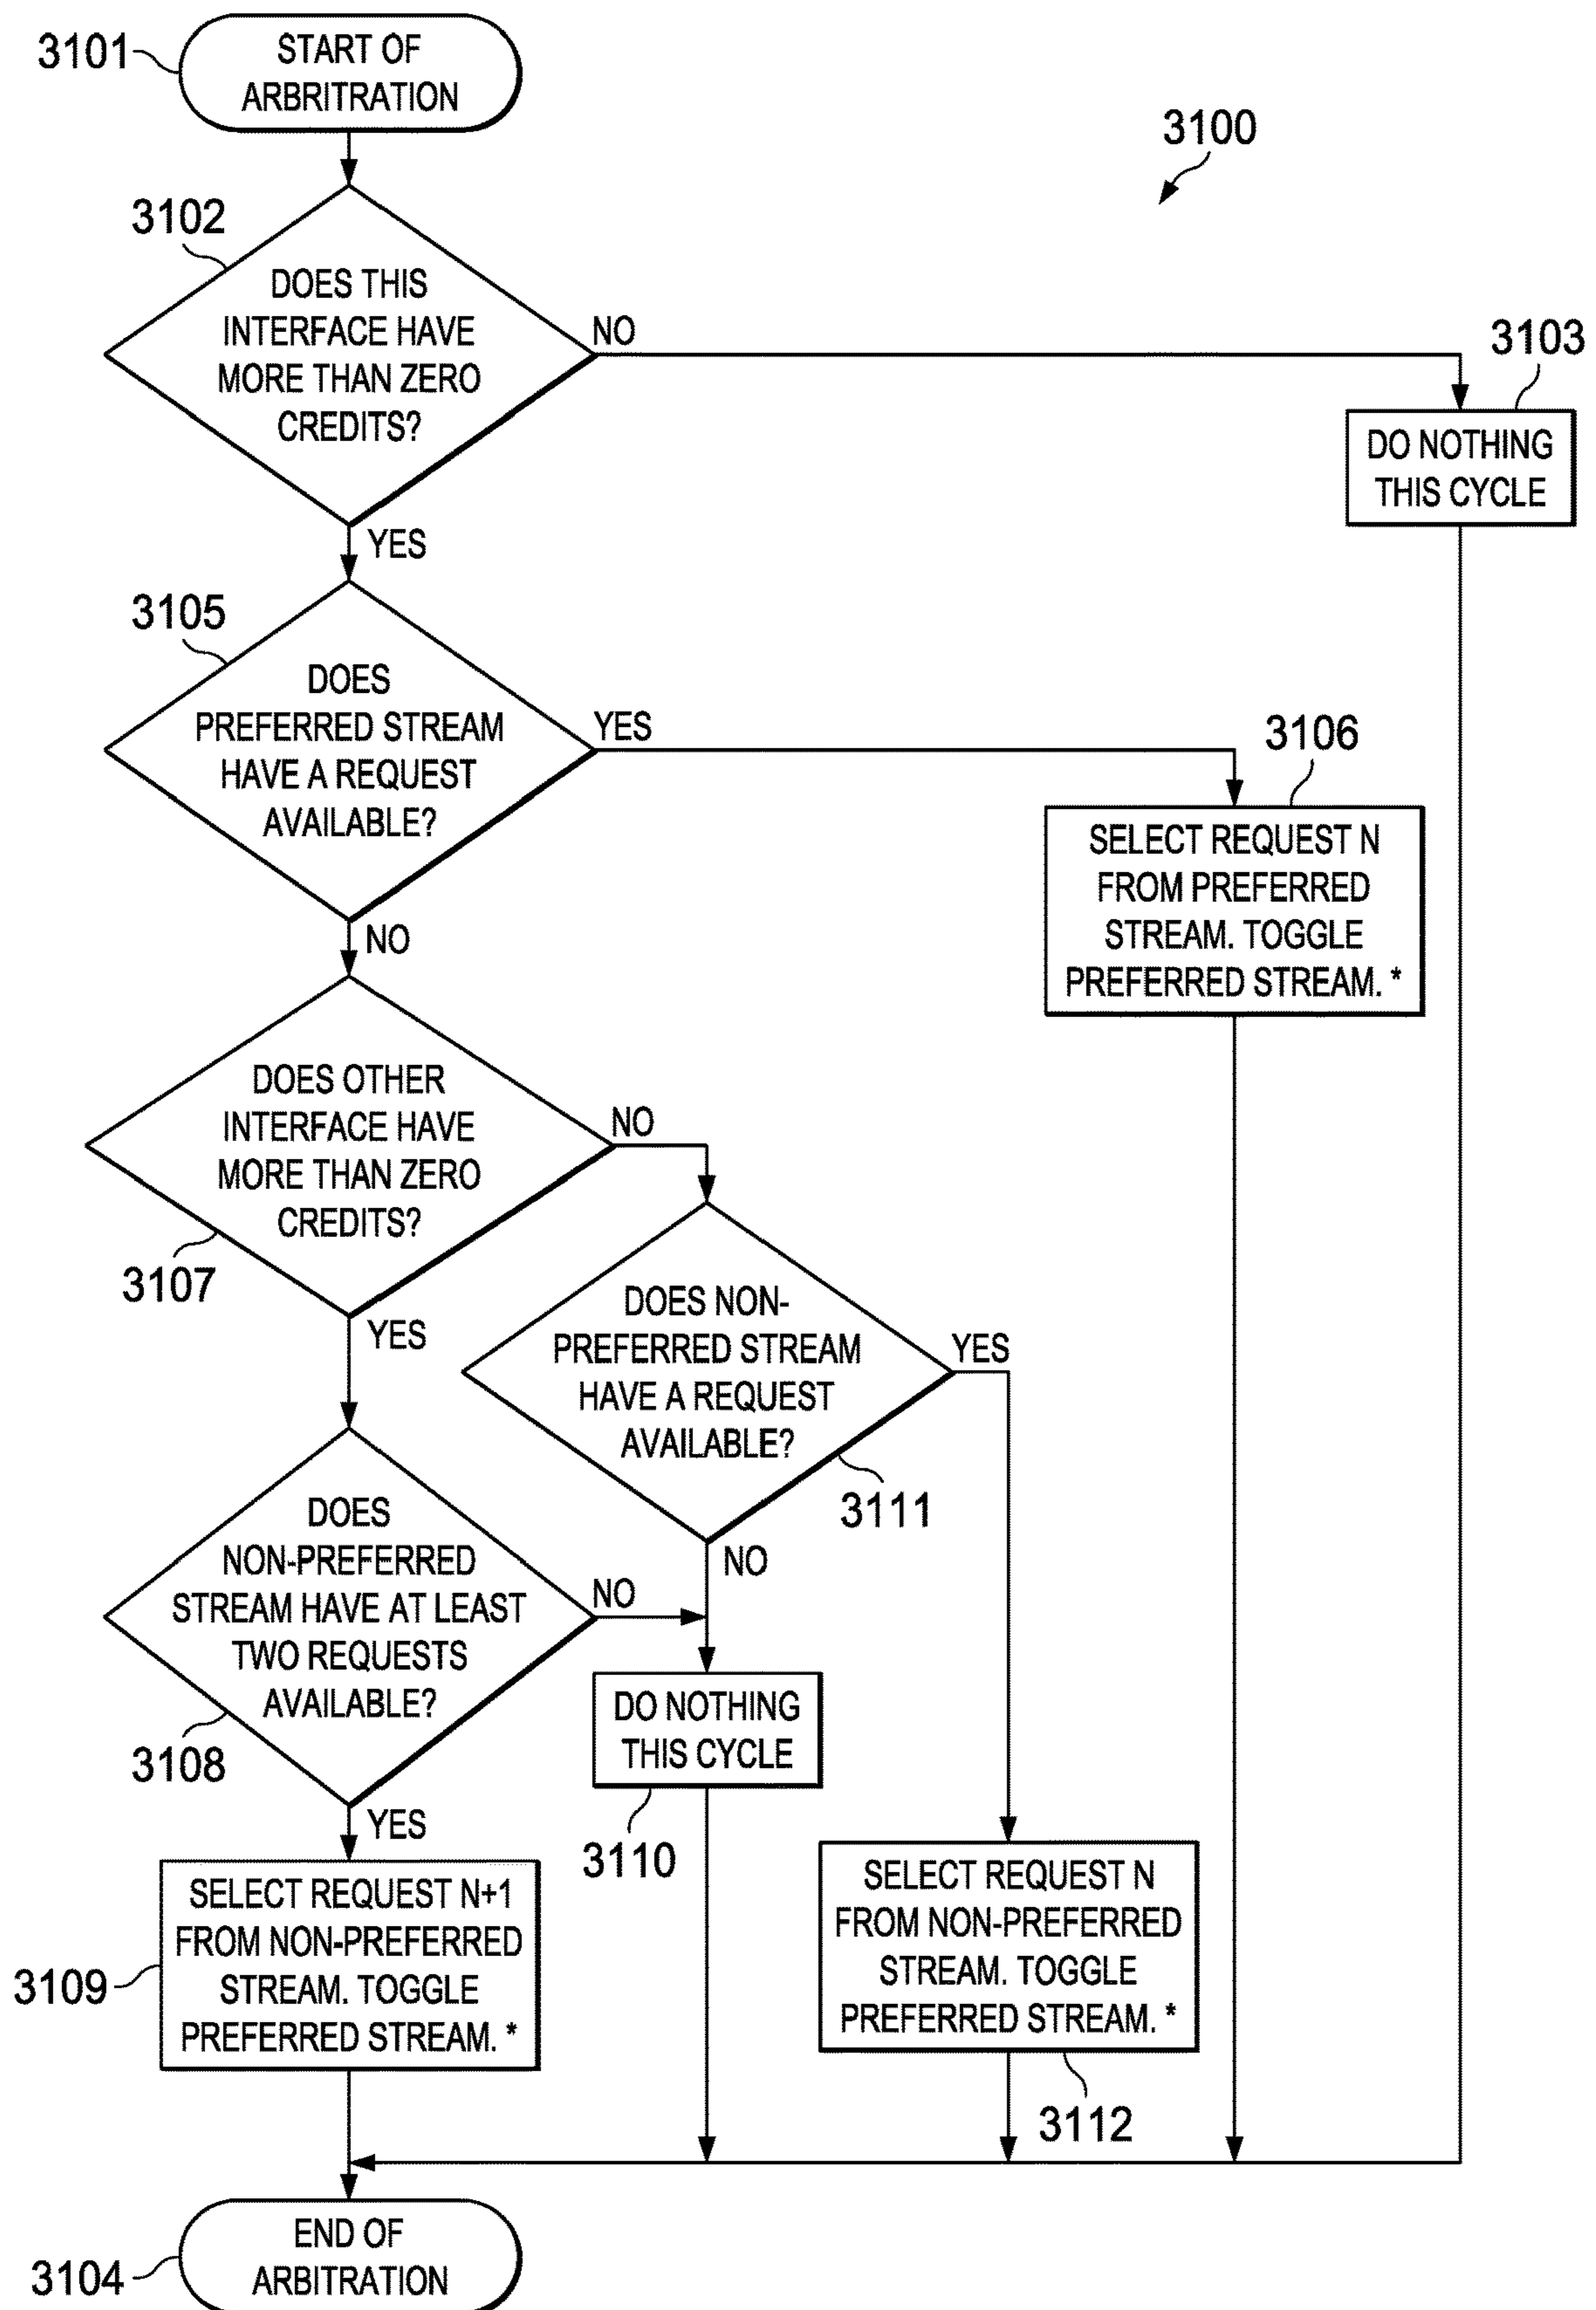 3101
START OF
ARBRITRATION
3100
3102
DOES THIS
INTERFACE HAVE
MORE THAN ZERO
CREDITS?
NO
YES
3103
DO NOTHING
THIS CYCLE
3105
DOES
PREFERRED STREAM
HAVE A REQUEST
AVAILABLE?
YES
NO
3106
SELECT REQUEST N
FROM PREFERRED
STREAM. TOGGLE
PREFERRED STREAM. *
DOES OTHER
INTERFACE HAVE
MORE THAN ZERO
CREDITS?
3107
NO
YES
DOES NON-
PREFERRED STREAM
HAVE A REQUEST
AVAILABLE?
YES
3111
NO
DOES
NON-PREFERRED
STREAM HAVE AT LEAST
TWO REQUESTS
AVAILABLE?
NO
3108
YES
DO NOTHING
THIS CYCLE
3110
3109
SELECT REQUEST N+1
FROM NON-PREFERRED
STREAM. TOGGLE
PREFERRED STREAM. *
SELECT REQUEST N
FROM NON-PREFERRED
STREAM. TOGGLE
PREFERRED STREAM. *
3112
3104
END OF
ARBITRATION